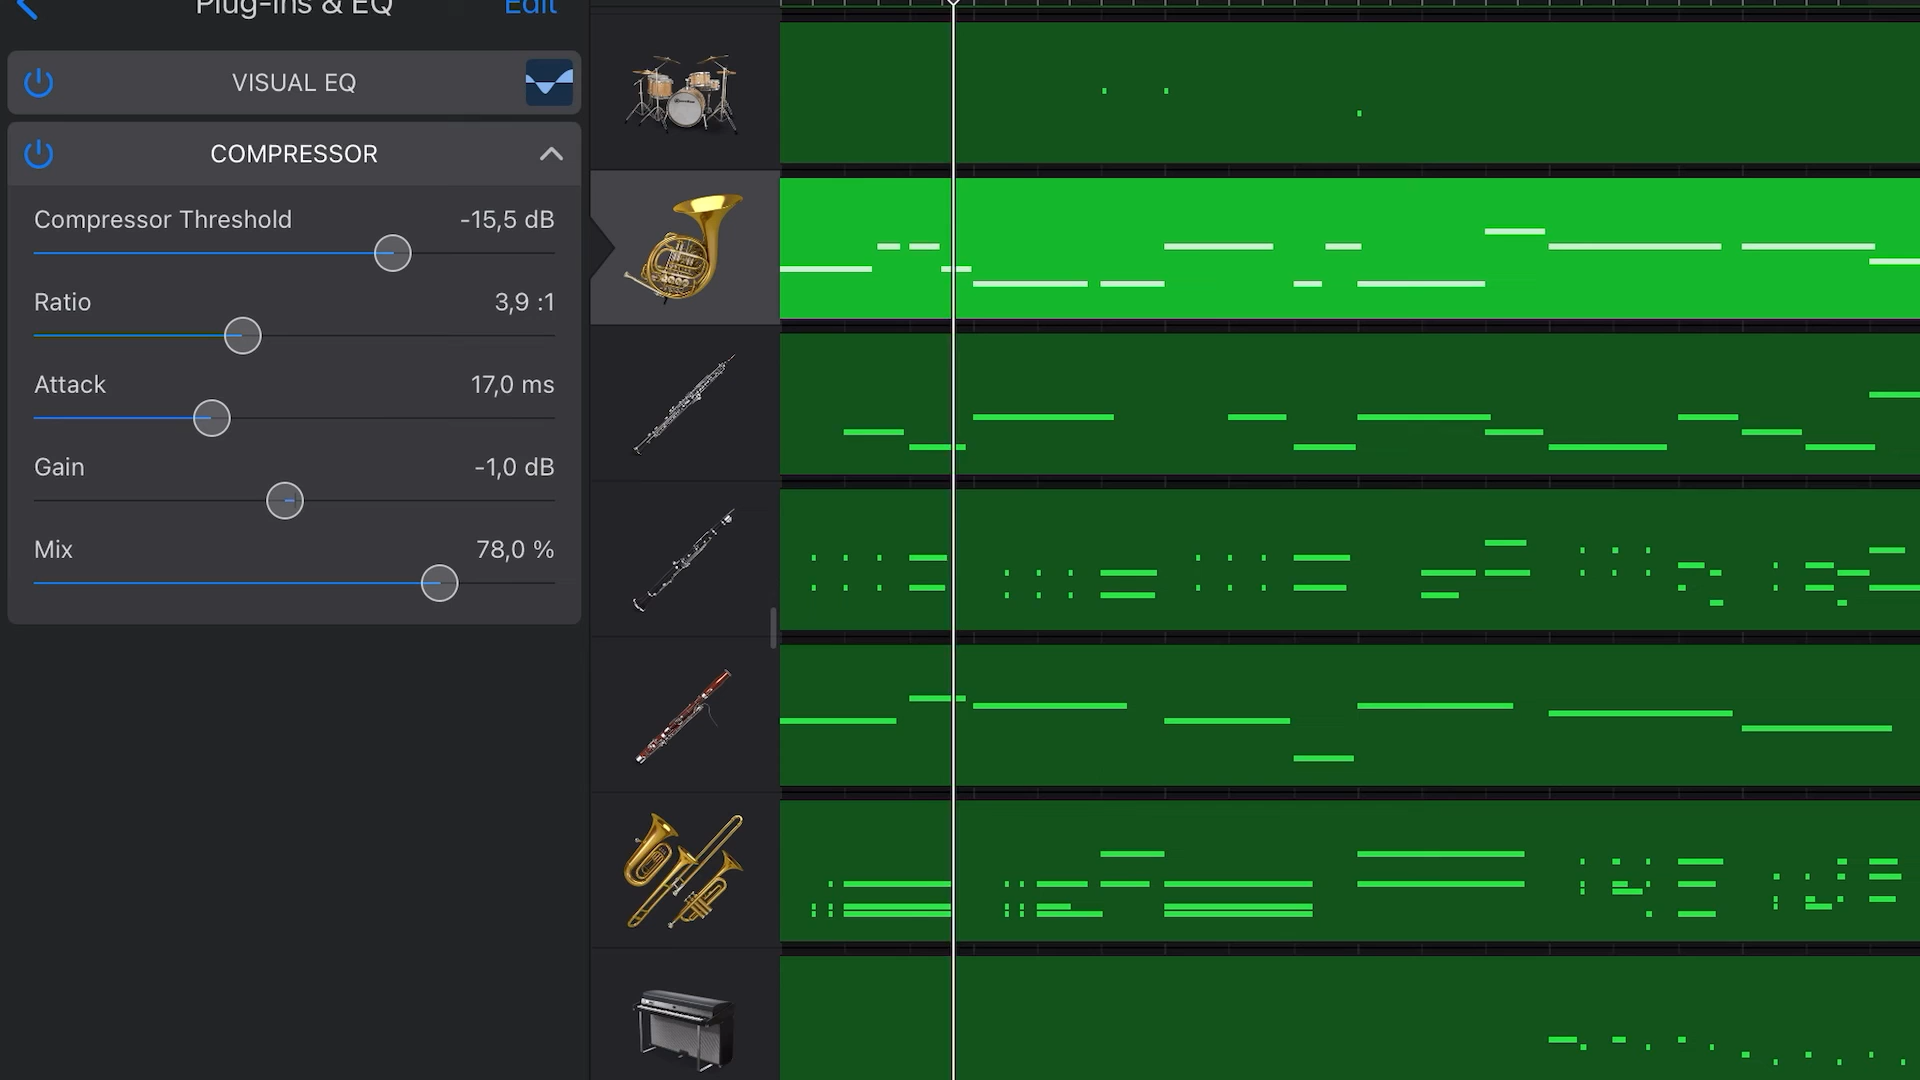 Plug-ins & EQ
Edit
VISUAL EQ
COMPRESSOR
Compressor Threshold -15,5 dB
Ratio 3,9 :1
Attack 17,0 ms
Gain -1,0 dB
Mix 78,0 %